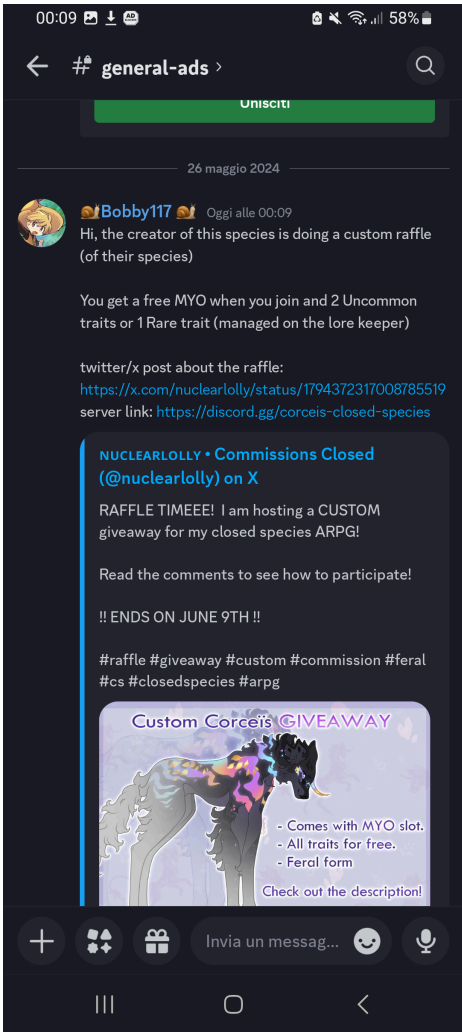 00:09
58%
general-ads
Unisciti
26 maggio 2024
🐌Bobby117 🐌 Oggi alle 00:09
Hi, the creator of this species is doing a custom raffle
(of their species)
You get a free MYO when you join and 2 Uncommon
traits or 1 Rare trait (managed on the lore keeper)
twitter/x post about the raffle:
https://x.com/nuclearlolly/status/1794372317008785519
server link: https://discord.gg/corceis-closed-species
ɴᴜᴄʟᴇᴀʀʟᴏʟʟʏ • Commissions Closed
(@nuclearlolly) on X
RAFFLE TIMEEE! I am hosting a CUSTOM
giveaway for my closed species ARPG!
Read the comments to see how to participate!
!! ENDS ON JUNE 9TH !!
#raffle #giveaway #custom #commission #feral
#cs #closedspecies #arpg
Custom Corceïs GIVEAWAY
- Comes with MYO slot.
- All traits for free.
- Feral form
Check out the description!
Invia un messag...